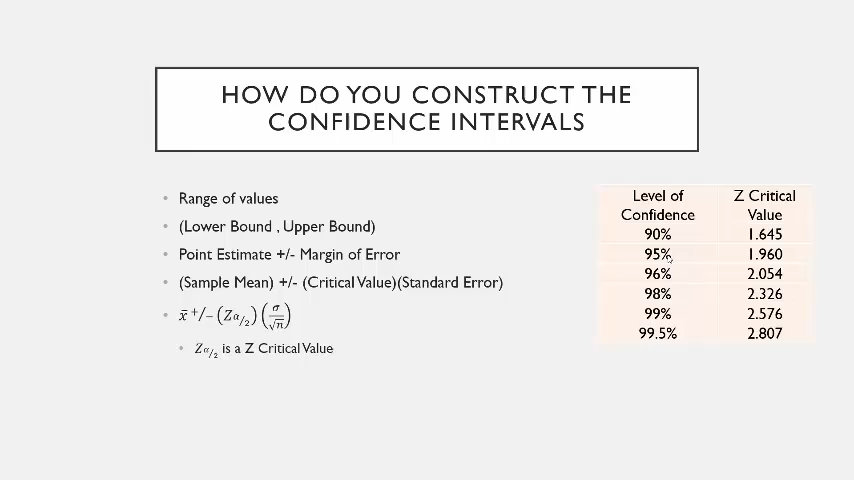 HOW DO YOU CONSTRUCT THE
CONFIDENCE INTERVALS
• Range of values
• (Lower Bound , Upper Bound)
• Point Estimate +/- Margin of Error
• (Sample Mean) +/- (Critical Value)(Standard Error)
• x̄ +/− (Zα/2) (σ/√n)
• Zα/2 is a Z Critical Value
Level of Confidence Z Critical Value
90% 1.645
95% 1.960
96% 2.054
98% 2.326
99% 2.576
99.5% 2.807